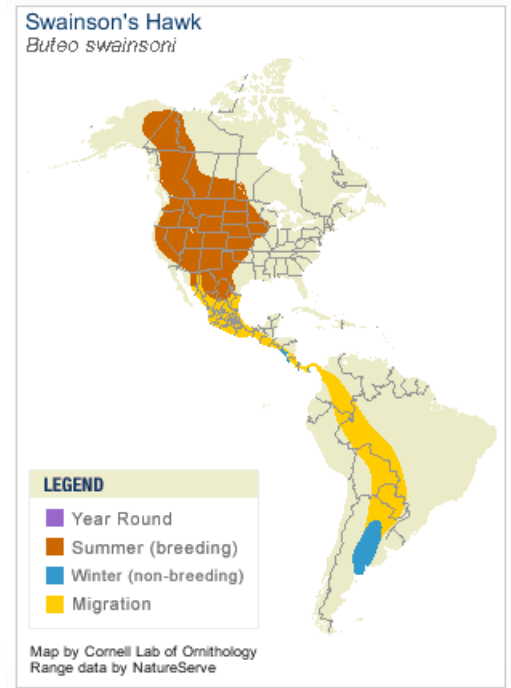 Swainson's Hawk
Buteo swainsoni
LEGEND
Year Round
Summer (breeding)
Winter (non-breeding)
Migration
Map by Cornell Lab of Ornithology
Range data by NatureServe